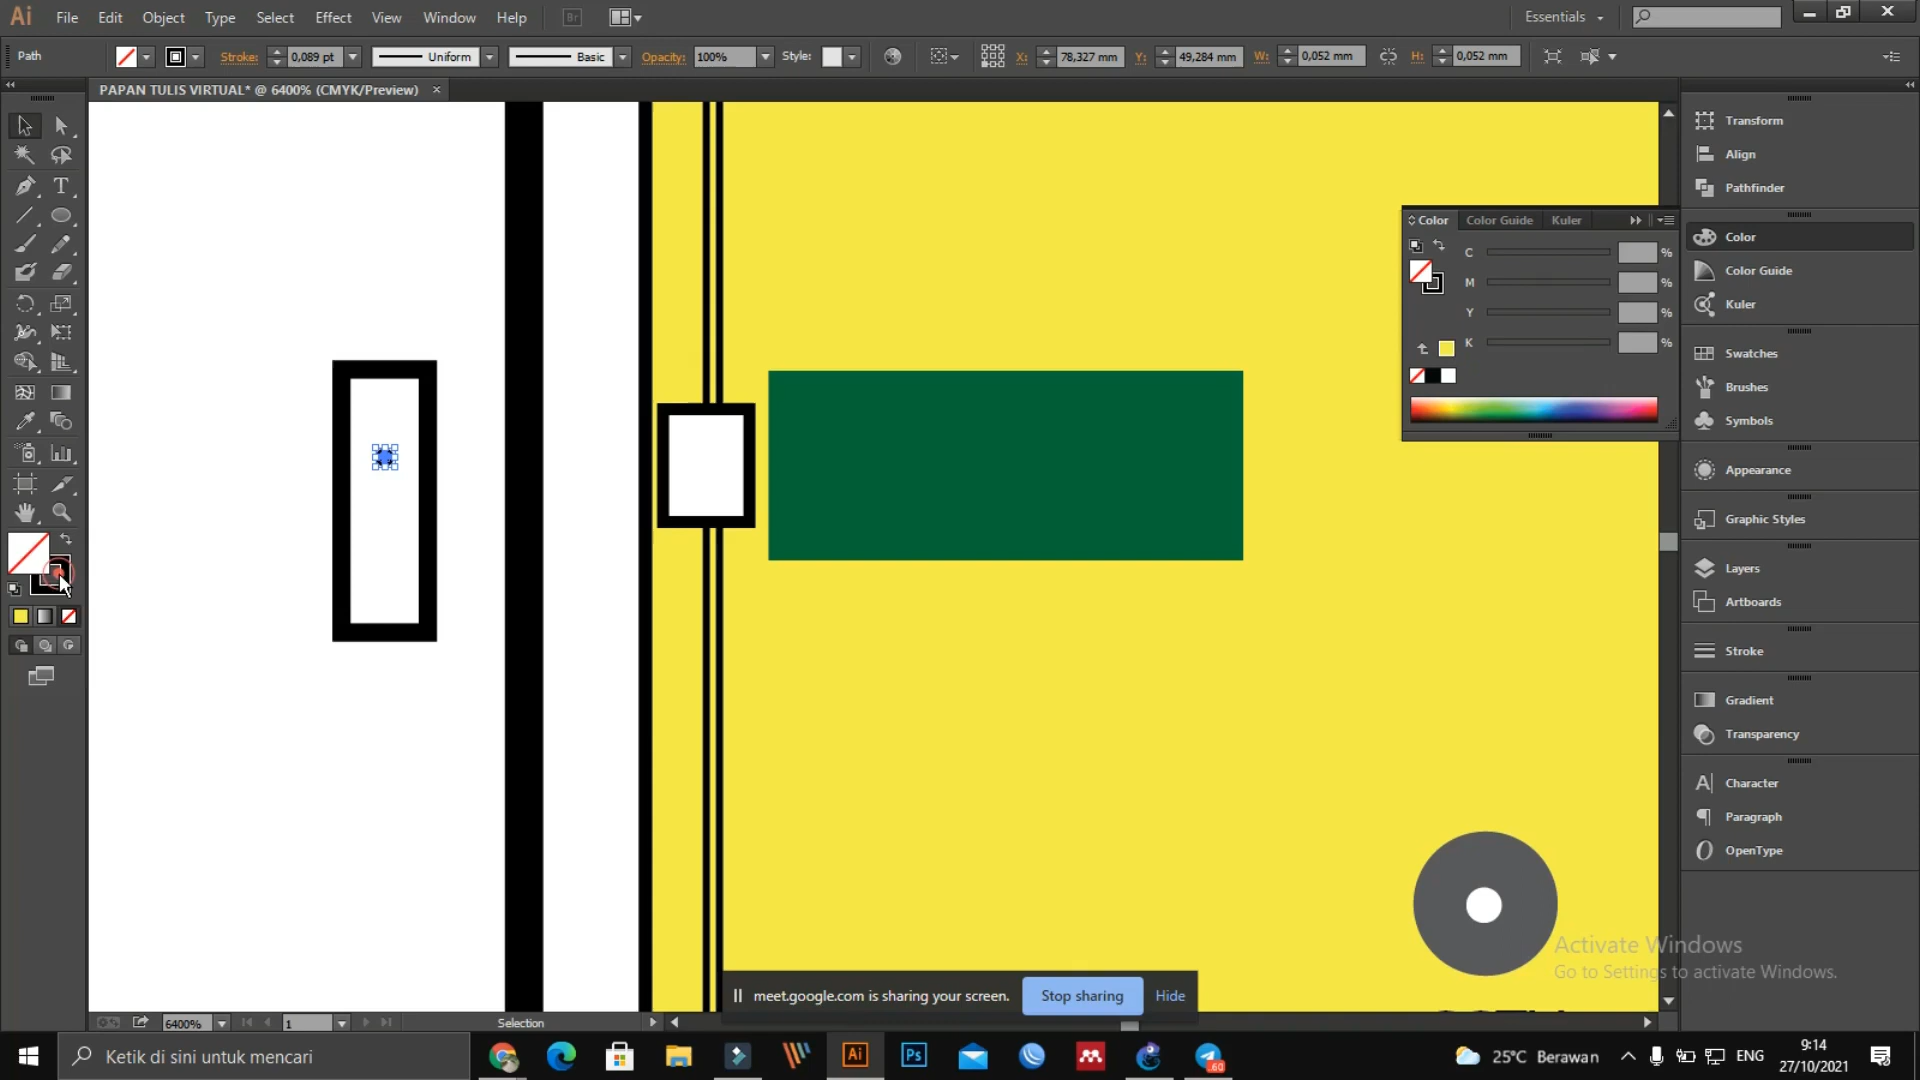 Ai File Edit Object Type Select Effect View Window Help Br Essentials
Path Stroke: 0,089 pt Uniform Basic Opacity: 100% Style: X: 78,327 mm Y: 49,284 mm W: 0,052 mm H: 0,052 mm
PAPAN TULIS VIRTUAL* @ 6400% (CMYK/Preview) ×
Color Color Guide Kuler
C %
M %
Y %
K %
Transform
Align
Pathfinder
Color
Color Guide
Kuler
Swatches
Brushes
Symbols
Appearance
Graphic Styles
Layers
Artboards
Stroke
Gradient
Transparency
Character
Paragraph
OpenType
Activate Windows
Go to Settings to activate Windows.
meet.google.com is sharing your screen. Stop sharing Hide
6400% 1 Selection
Ketik di sini untuk mencari Ai Ps 60 25°C Berawan ENG 9:14
27/10/2021